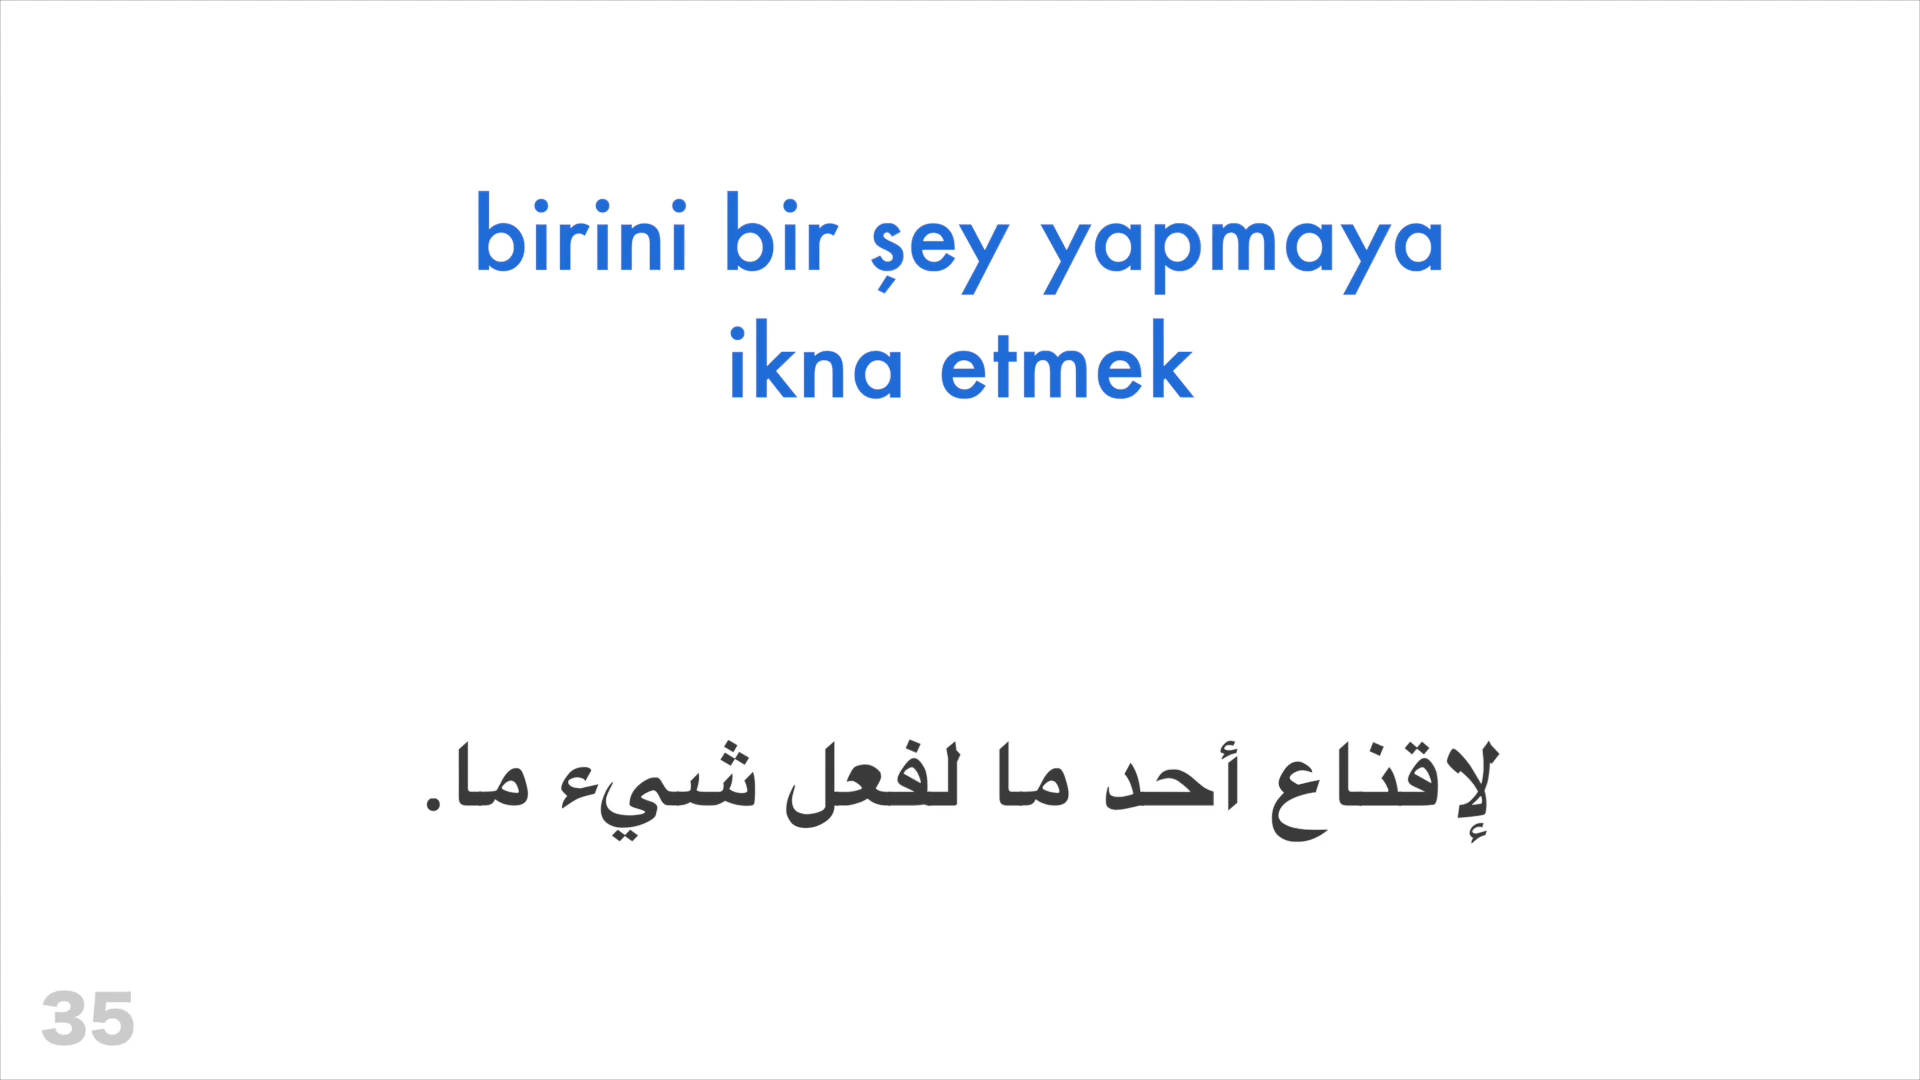 birini bir şey yapmaya
ikna etmek
لإقناع أحد ما لفعل شيء ما.
35